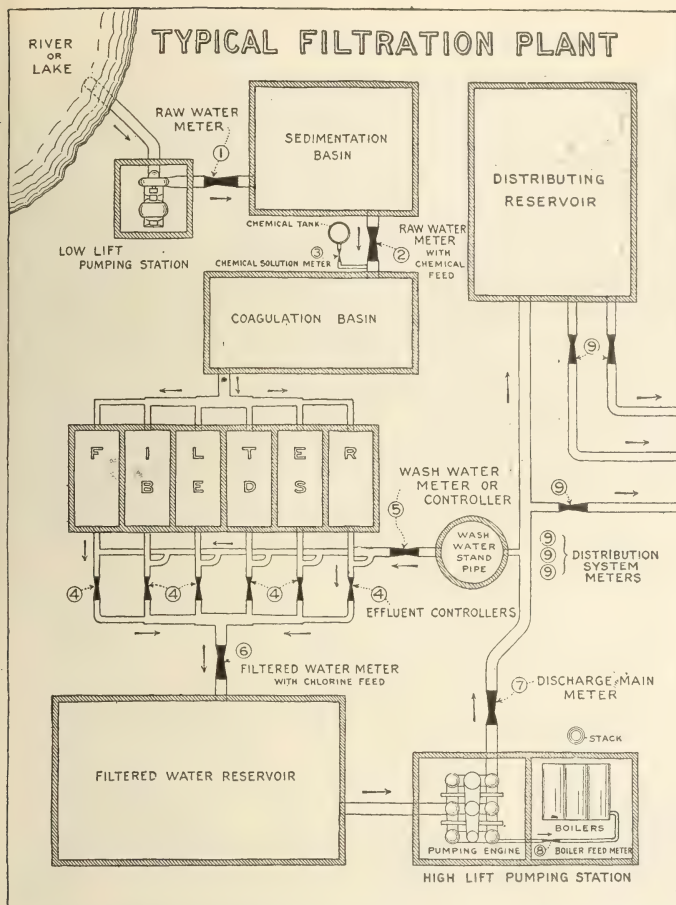 TYPICAL FILTRATION PLANT
RIVER
OR
LAKE
RAW WATER
METER
1
LOW LIFT
PUMPING STATION
SEDIMENTATION
BASIN
DISTRIBUTING
RESERVOIR
CHEMICAL TANK
3
CHEMICAL SOLUTION METER
2
RAW WATER
METER
WITH
CHEMICAL
FEED
COAGULATION BASIN
9
FILTER
BEDS
WASH WATER
METER OR
CONTROLLER
5
WASH
WATER
STAND
PIPE
9
9
9
9
DISTRIBUTION
SYSTEM
METERS
4
4
4
4
EFFLUENT CONTROLLERS
6
FILTERED WATER METER
WITH CHLORINE FEED
7
DISCHARGE MAIN
METER
FILTERED WATER RESERVOIR
STACK
BOILERS
PUMPING ENGINE
8
BOILER FEED METER
HIGH LIFT PUMPING STATION